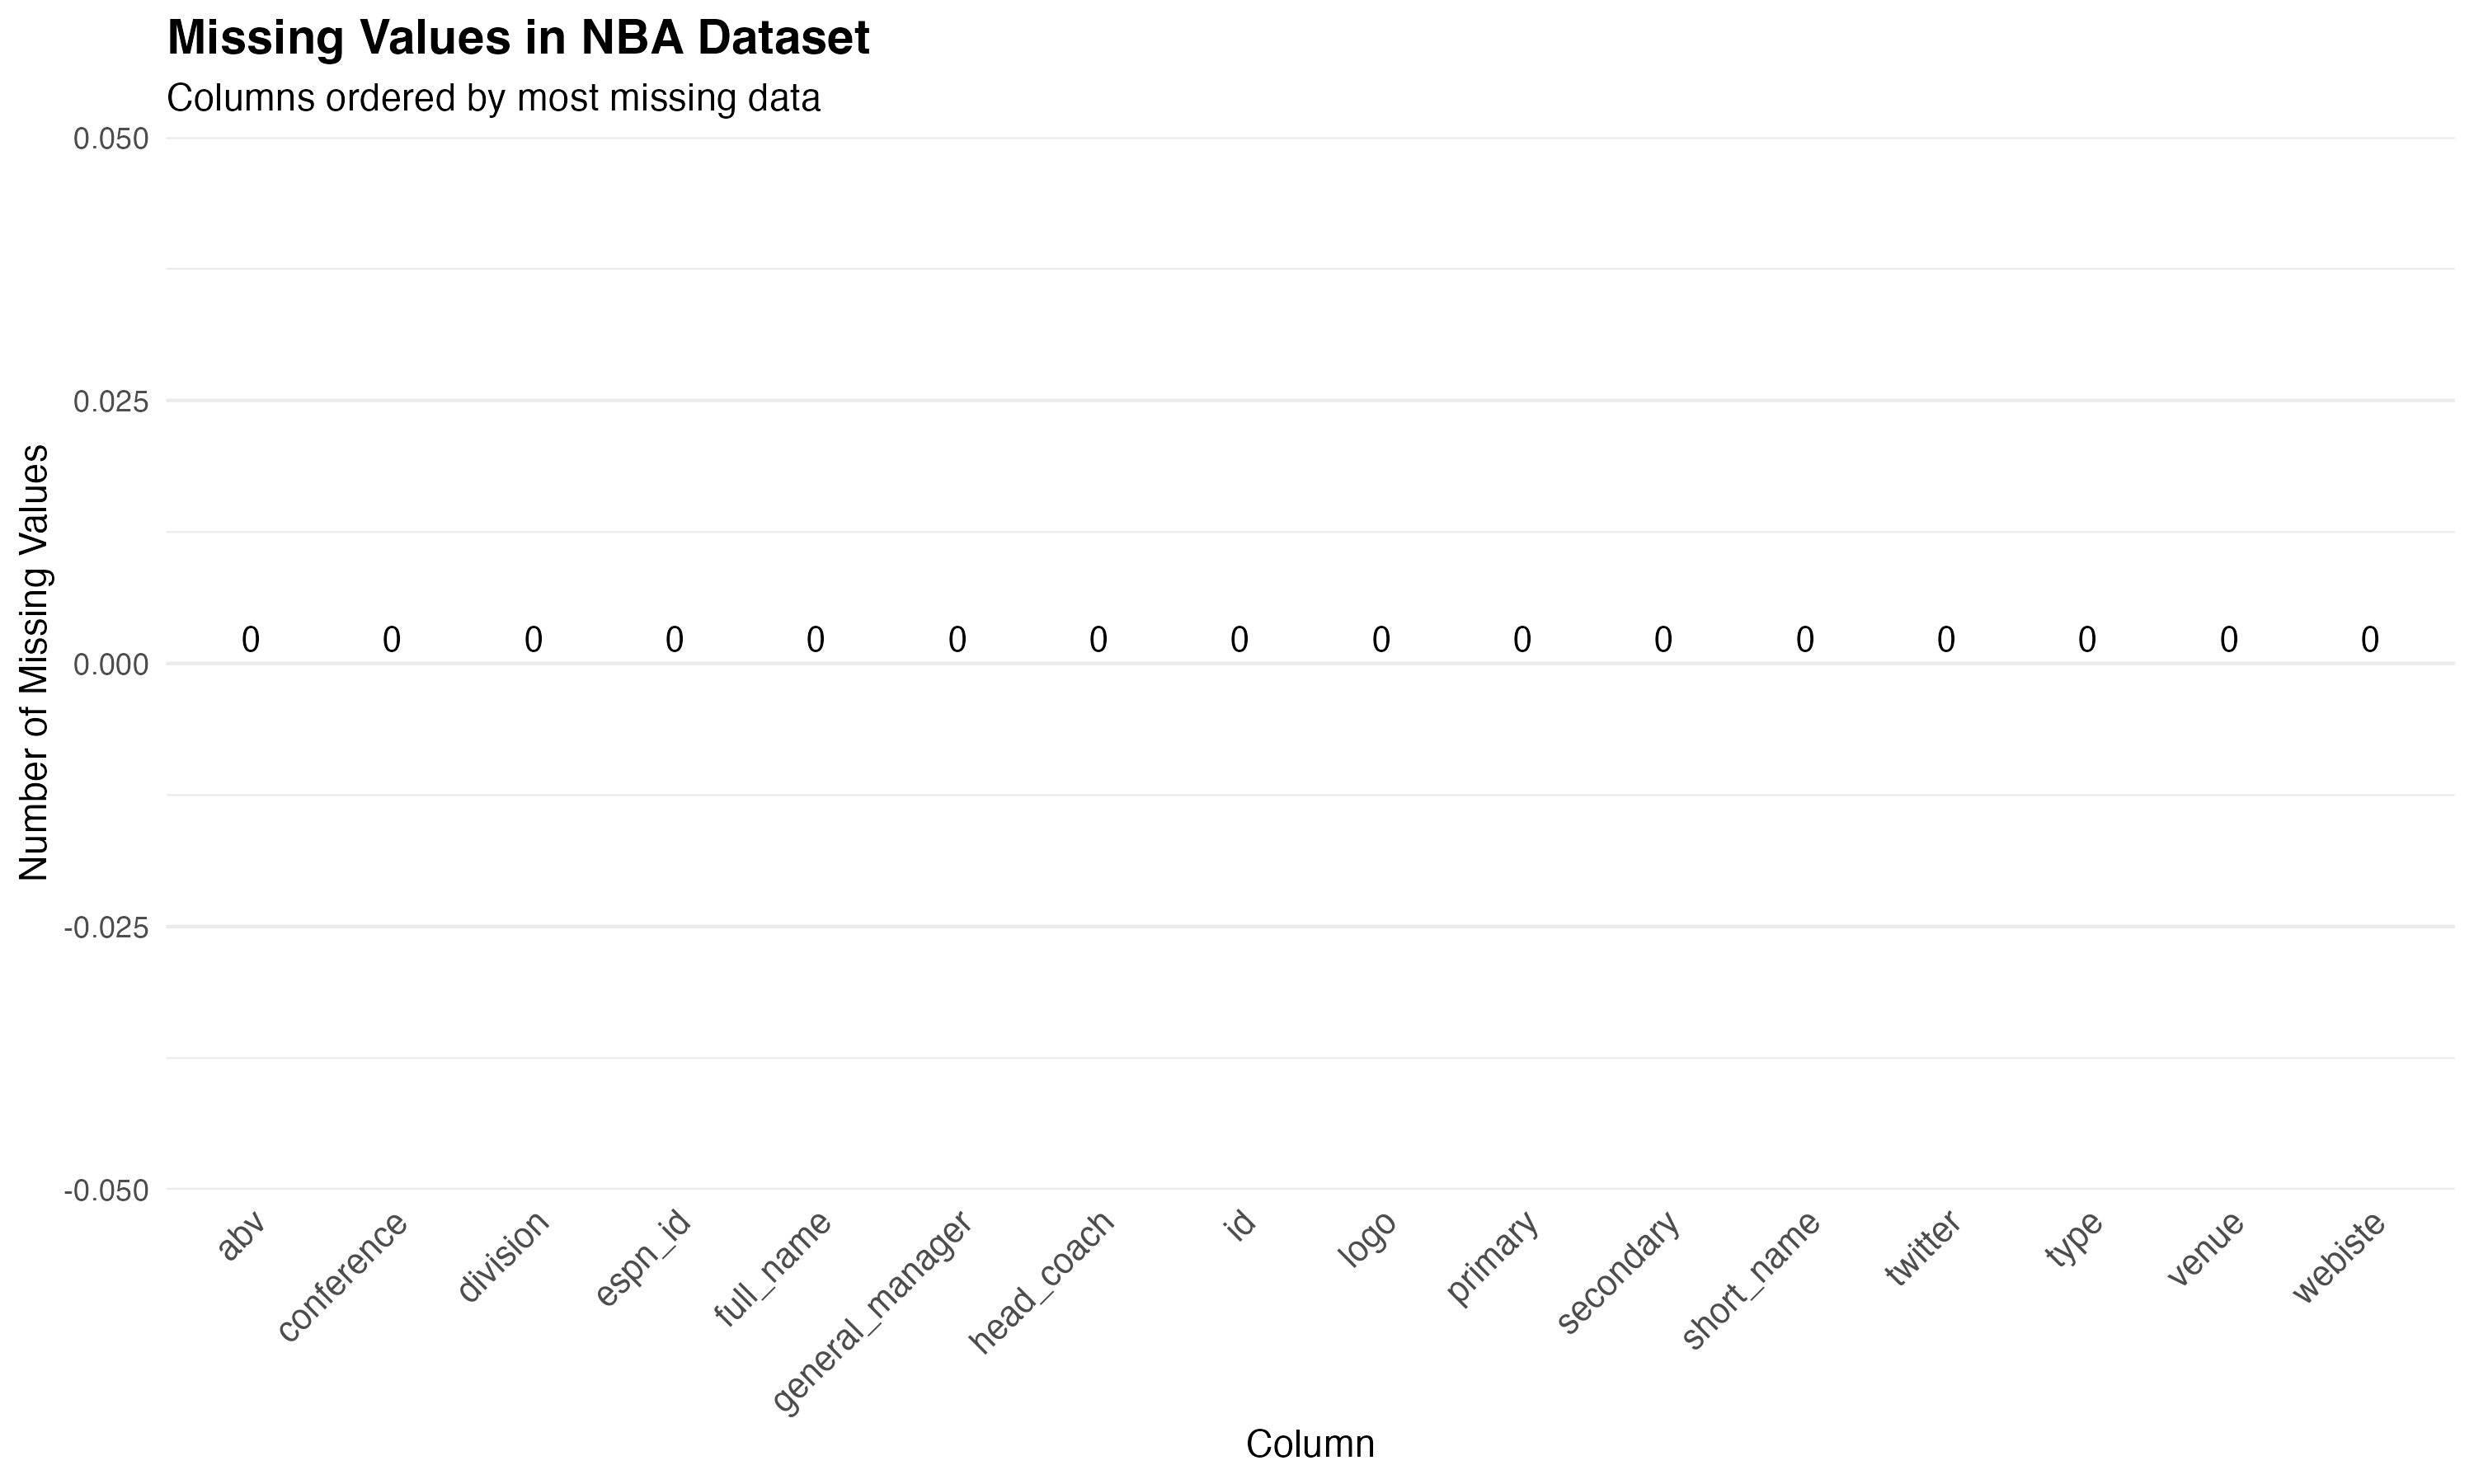 Missing Values in NBA Dataset
Columns ordered by most missing data
Number of Missing Values
0.050
0.025
0.000
-0.025
-0.050
0 0 0 0 0 0 0 0 0 0 0 0 0 0 0 0
abv conference division espn_id full_name general_manager head_coach id logo primary secondary short_name twitter type venue webiste
Column